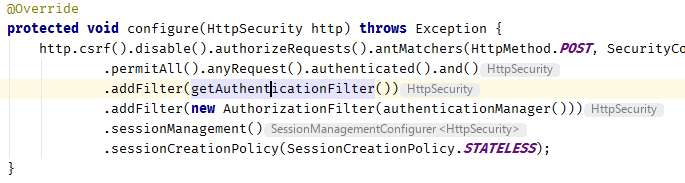 @Override
protected void configure(HttpSecurity http) throws Exception {
http.csrf().disable().authorizeRequests().antMatchers(HttpMethod.POST, SecurityCo
.permitAll().anyRequest().authenticated().and() HttpSecurity
.addFilter(getAuthenticationFilter()) HttpSecurity
.addFilter(new AuthorizationFilter(authenticationManager())) HttpSecurity
.sessionManagement() SessionManagementConfigurer<HttpSecurity>
.sessionCreationPolicy(SessionCreationPolicy.STATELESS);
}